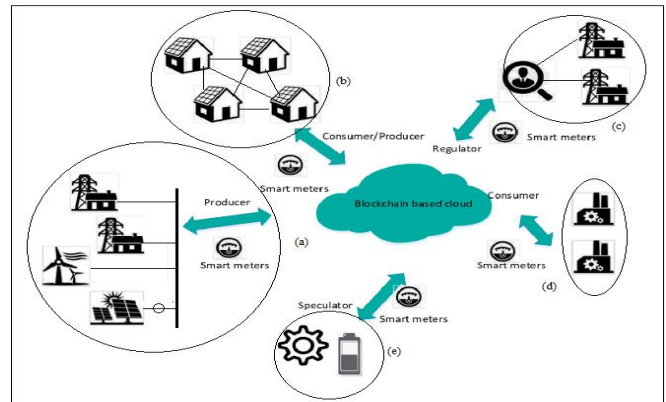 (b)
(c)
Consumer/Producer
Smart meters
Regulator
Smart meters
Producer
Smart meters
(a)
Blockchain based cloud
Consumer
Smart meters
(d)
Speculator
Smart meters
(e)